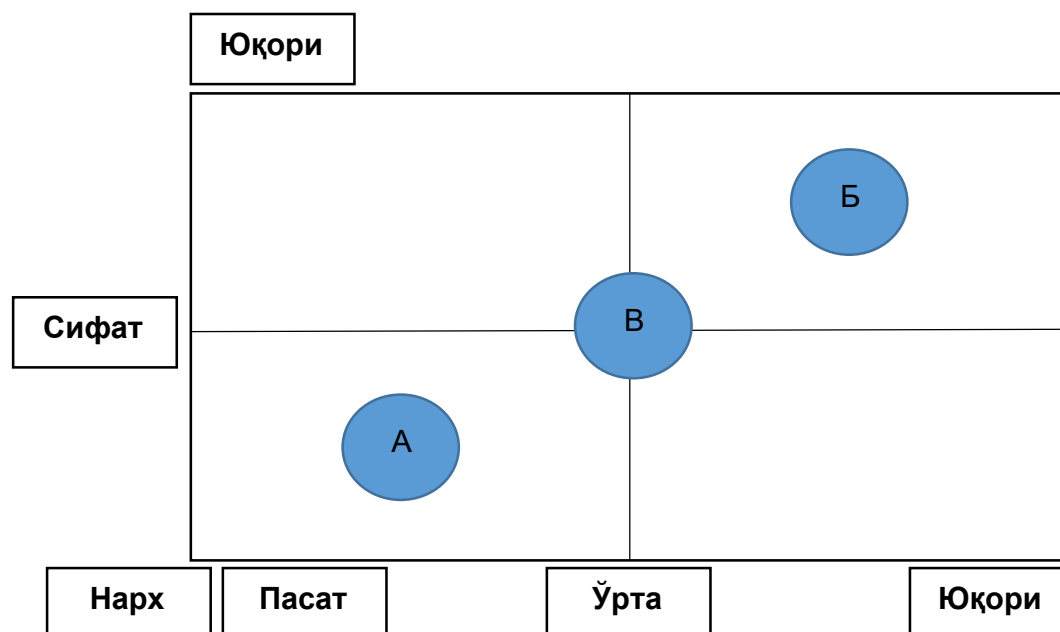 Юқори
Б
В
Сифат
А
Нарх
Пасат
Ўрта
Юқори